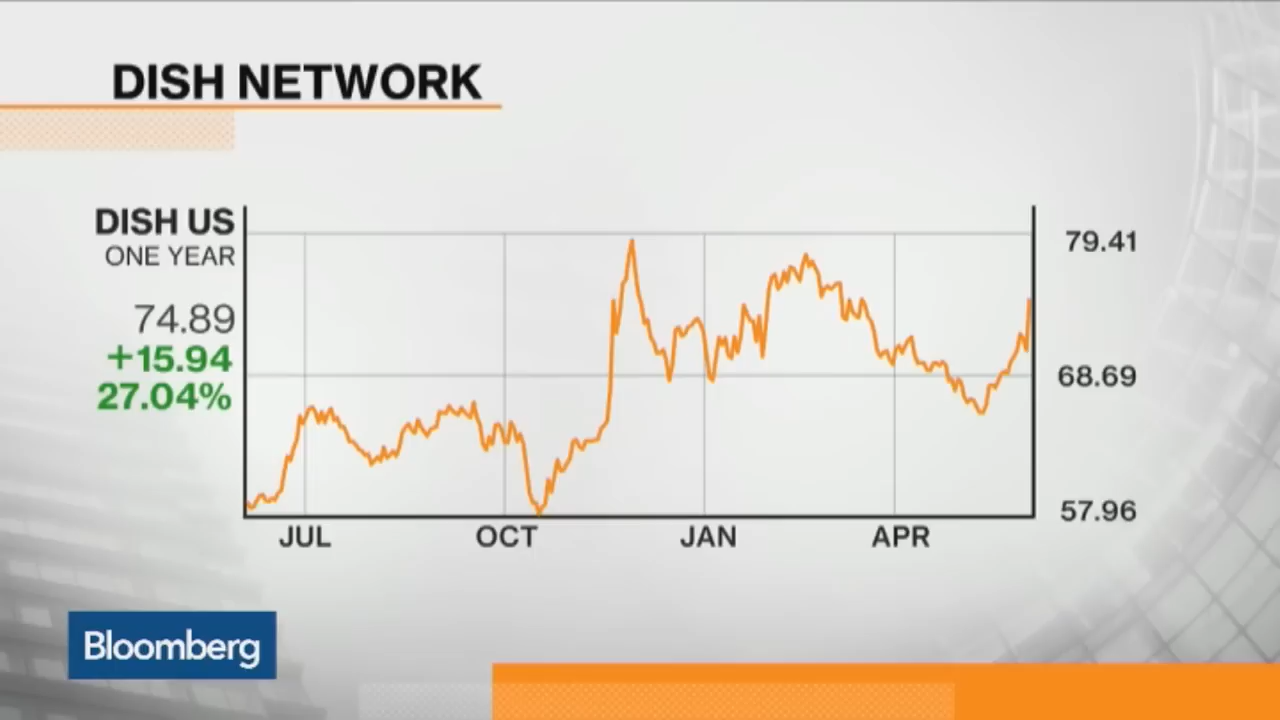 DISH NETWORK
DISH US
ONE YEAR
74.89
+15.94
27.04%
79.41
68.69
57.96
JUL OCT JAN APR
Bloomberg